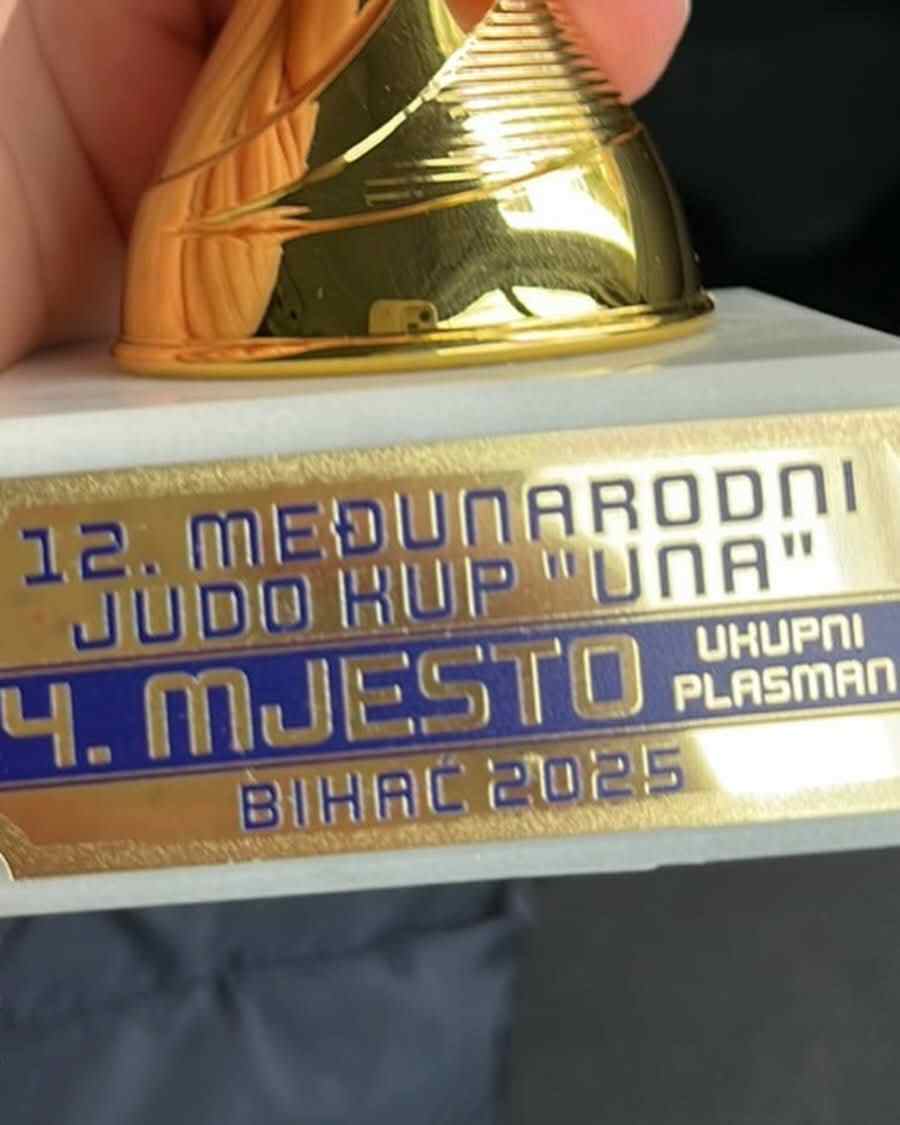 12. MEĐUNARODNI
JUDO KUP "UNA"
4. MJESTO
UKUPNI
PLASMAN
BIHAĆ 2025